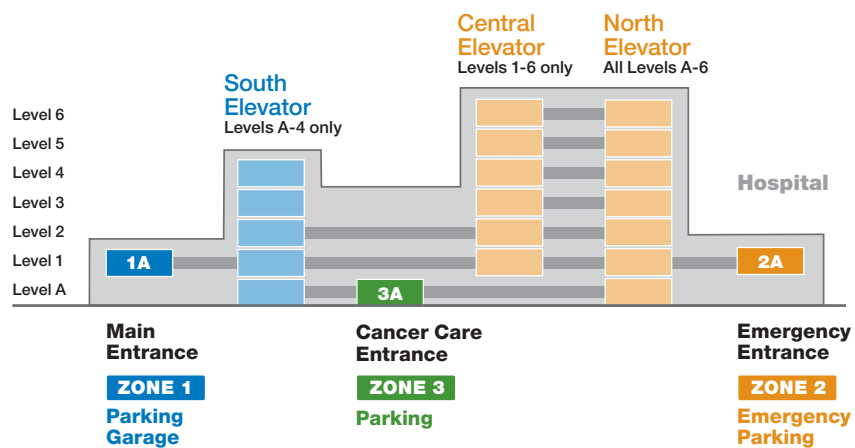 Central
Elevator
Levels 1-6 only
North
Elevator
All Levels A-6
South
Elevator
Levels A-4 only
Level 6
Level 5
Level 4
Level 3
Level 2
Level 1
Level A
Hospital
1A
2A
3A
Main
Entrance
ZONE 1
Parking
Garage
Cancer Care
Entrance
ZONE 3
Parking
Emergency
Entrance
ZONE 2
Emergency
Parking